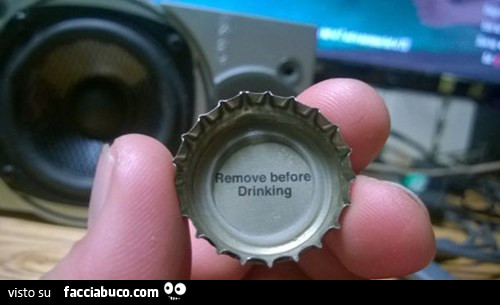 Remove before
Drinking
visto su facciabuco.com